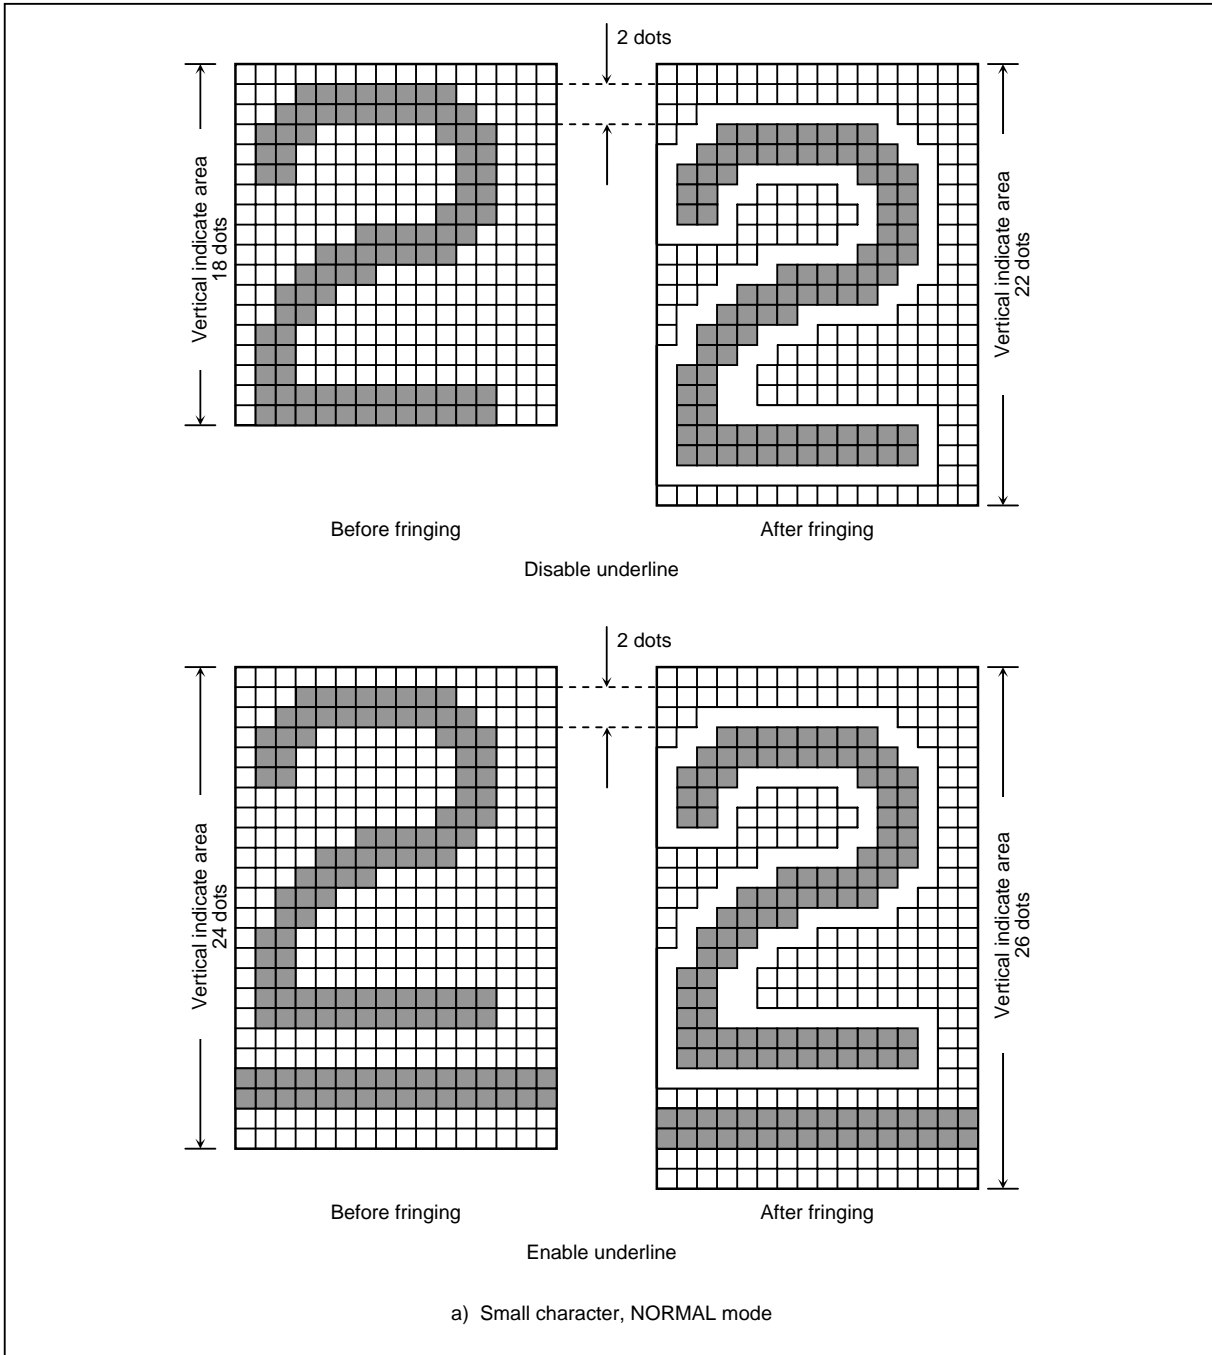 2 dots
Vertical indicate area
18 dots
Vertical indicate area
22 dots
Before fringing
After fringing
Disable underline
2 dots
Vertical indicate area
24 dots
Vertical indicate area
26 dots
Before fringing
After fringing
Enable underline
a) Small character, NORMAL mode